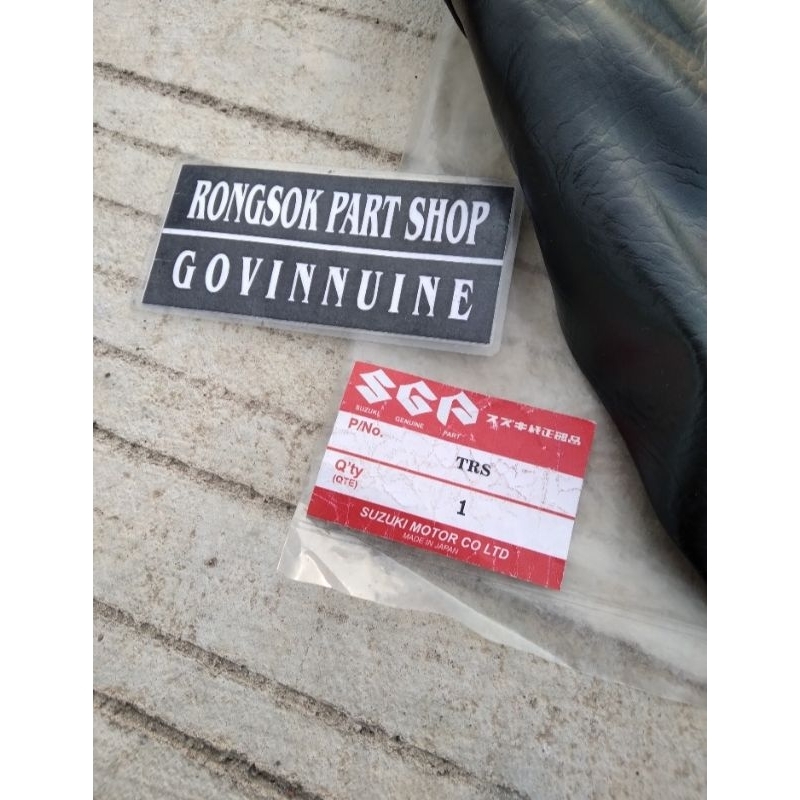 RONGSOK PART SHOP
GOVINNUINE
SGP スズキ純正部品
SUZUKI GENUINE PART
P/No. TRS
Q'ty 1
(QTE)
SUZUKI MOTOR CO LTD
MADE IN JAPAN